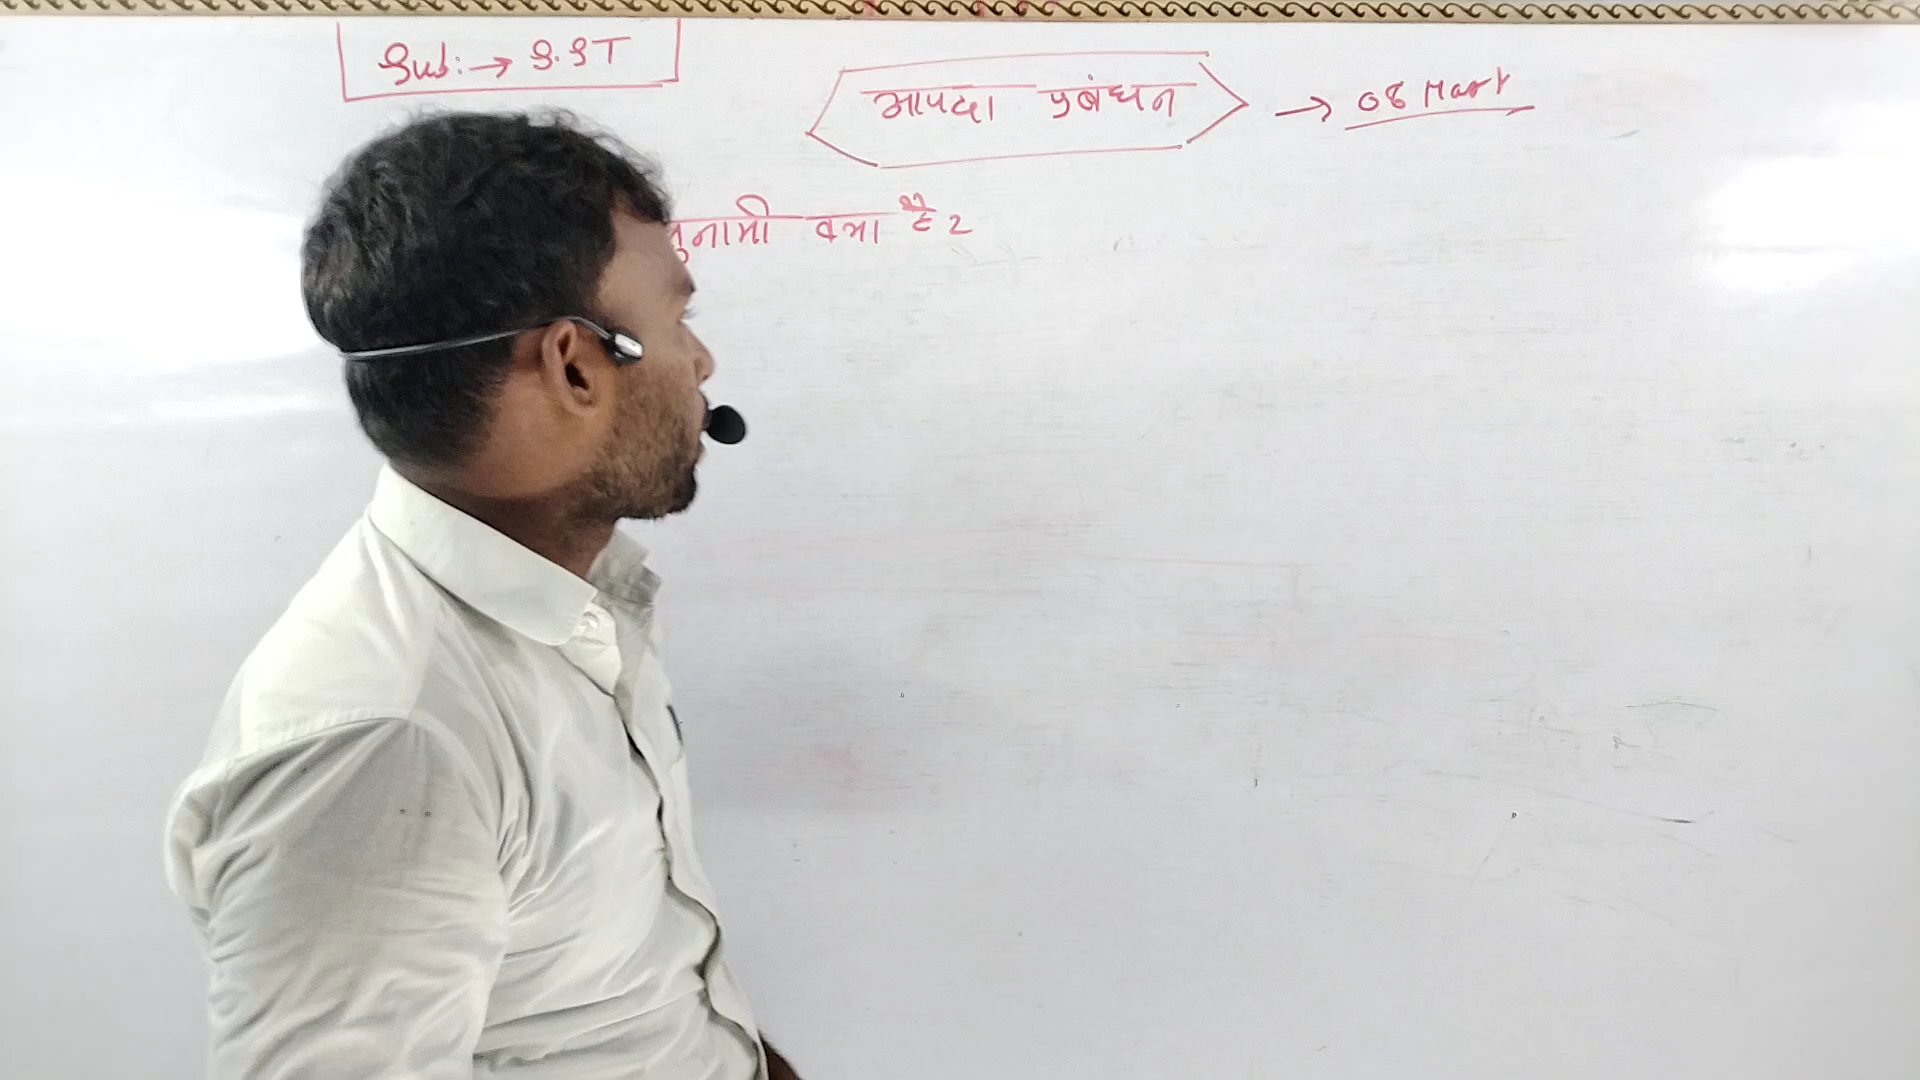 Sub:→ S.ST
आपदा प्रबंधन → 08 Mark
सुनामी क्या है ?